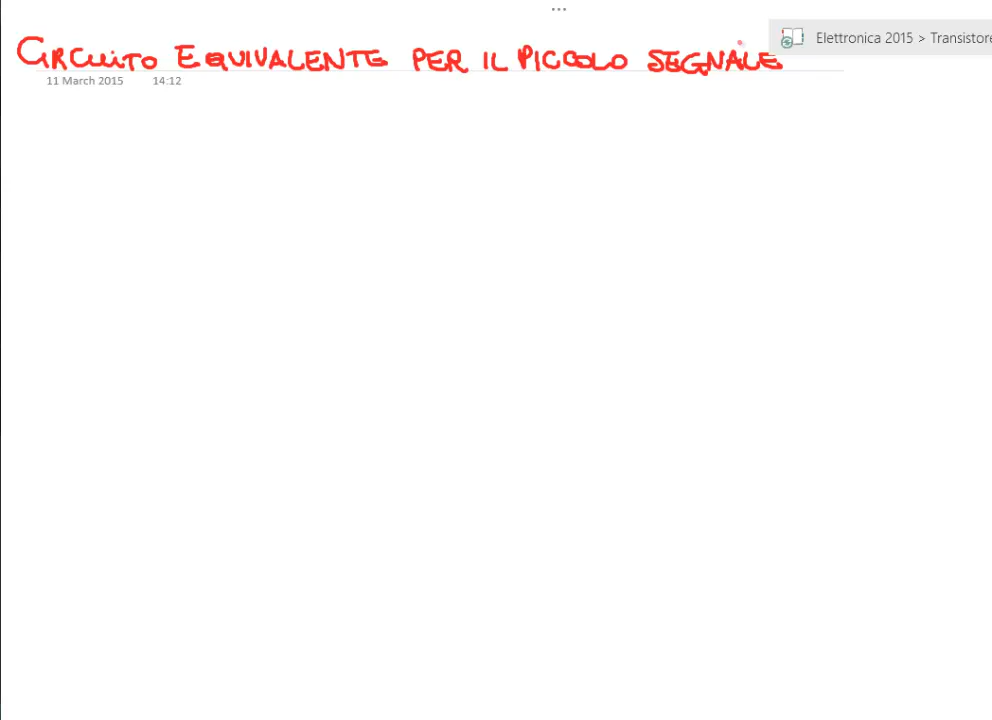 ...
Elettronica 2015 > Transistore
CIRCUITO EQUIVALENTE PER IL PICCOLO SEGNALE
11 March 2015 14:12